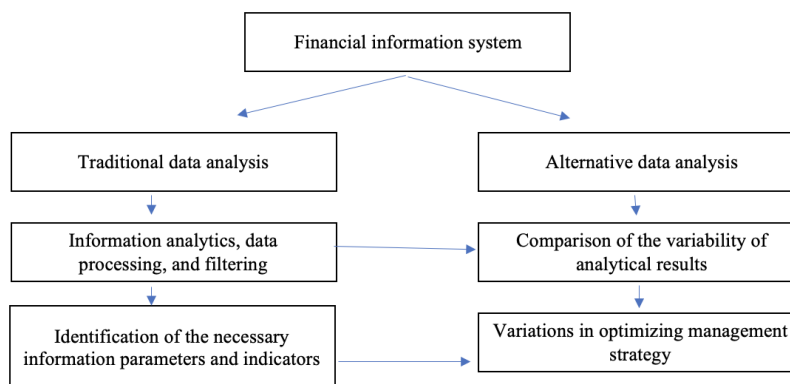 Financial information system
Traditional data analysis
Alternative data analysis
Information analytics, data
processing, and filtering
Comparison of the variability of
analytical results
Identification of the necessary
information parameters and indicators
Variations in optimizing management
strategy